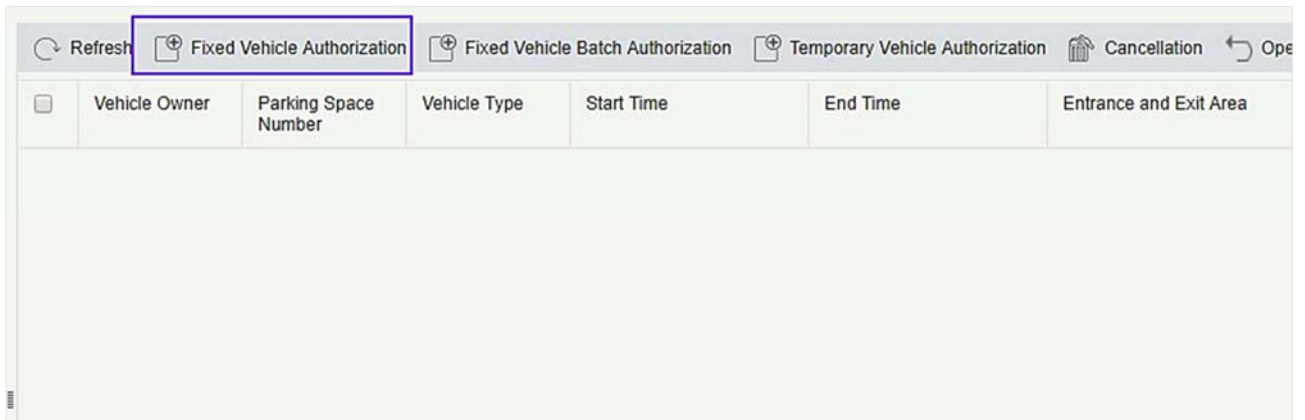 Refresh Fixed Vehicle Authorization Fixed Vehicle Batch Authorization Temporary Vehicle Authorization Cancellation Ope
Vehicle Owner Parking Space Vehicle Type Start Time End Time Entrance and Exit Area
Number